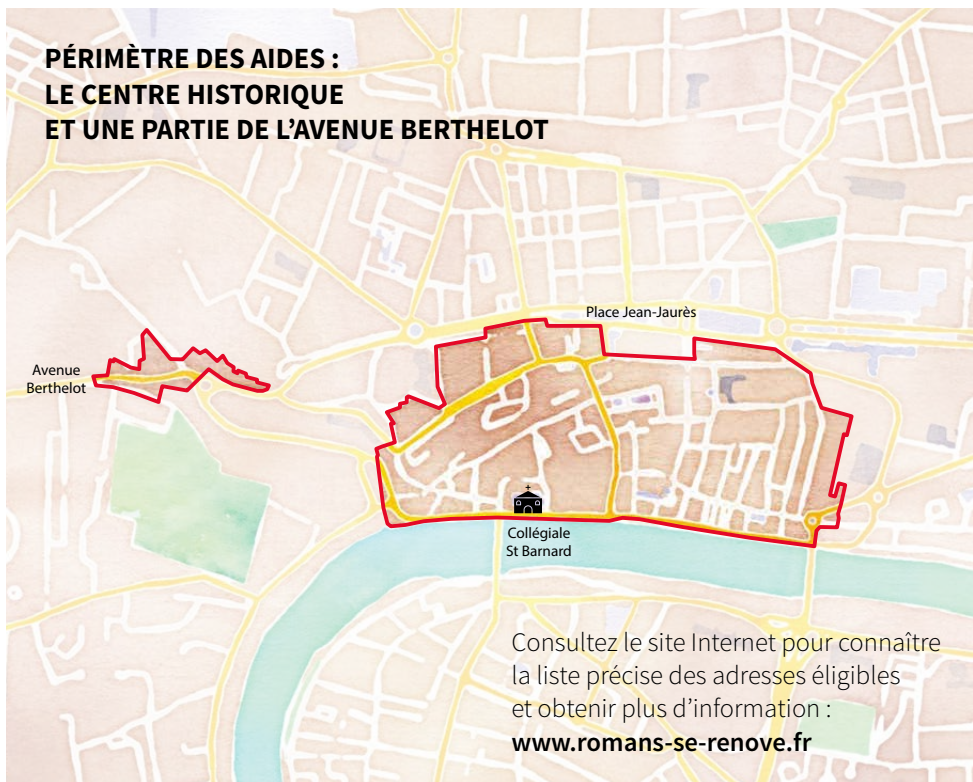 PÉRIMÈTRE DES AIDES :
LE CENTRE HISTORIQUE
ET UNE PARTIE DE L’AVENUE BERTHELOT
Place Jean-Jaurès
Avenue
Berthelot
Collégiale
St Barnard
Consultez le site Internet pour connaître
la liste précise des adresses éligibles
et obtenir plus d’information :
www.romans-se-renove.fr